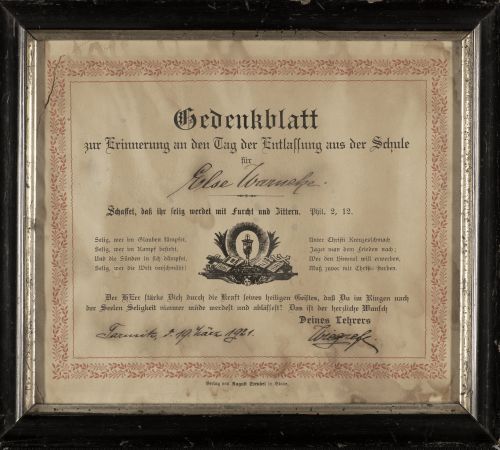 Gedenkblatt
zur Erinnerung an den Tag der Entlassung aus der Schule
für
Else Warnecke.
Schaffet, daß ihr selig werdet mit Furcht und Zittern. Phil. 2, 12.
Selig, wer im Glauben kämpfet,
Selig, wer im Kampf besteht,
Und die Sünden in sich dämpfet,
Selig, wer die Welt verschmäht!
Unter Christi Kreuzesschmach
Jaget man dem Frieden nach;
Wer den Himmel will ererben,
Muß zuvor mit Christo sterben.
Der HErr stärke Dich durch die Kraft seines heiligen Geistes, daß Du im Ringen nach
der Seelen Seligkeit nimmer müde werdest und ablassest! Das ist der herzliche Wunsch
Deines Lehrers
d. 19. März 1921.
Verlag von August